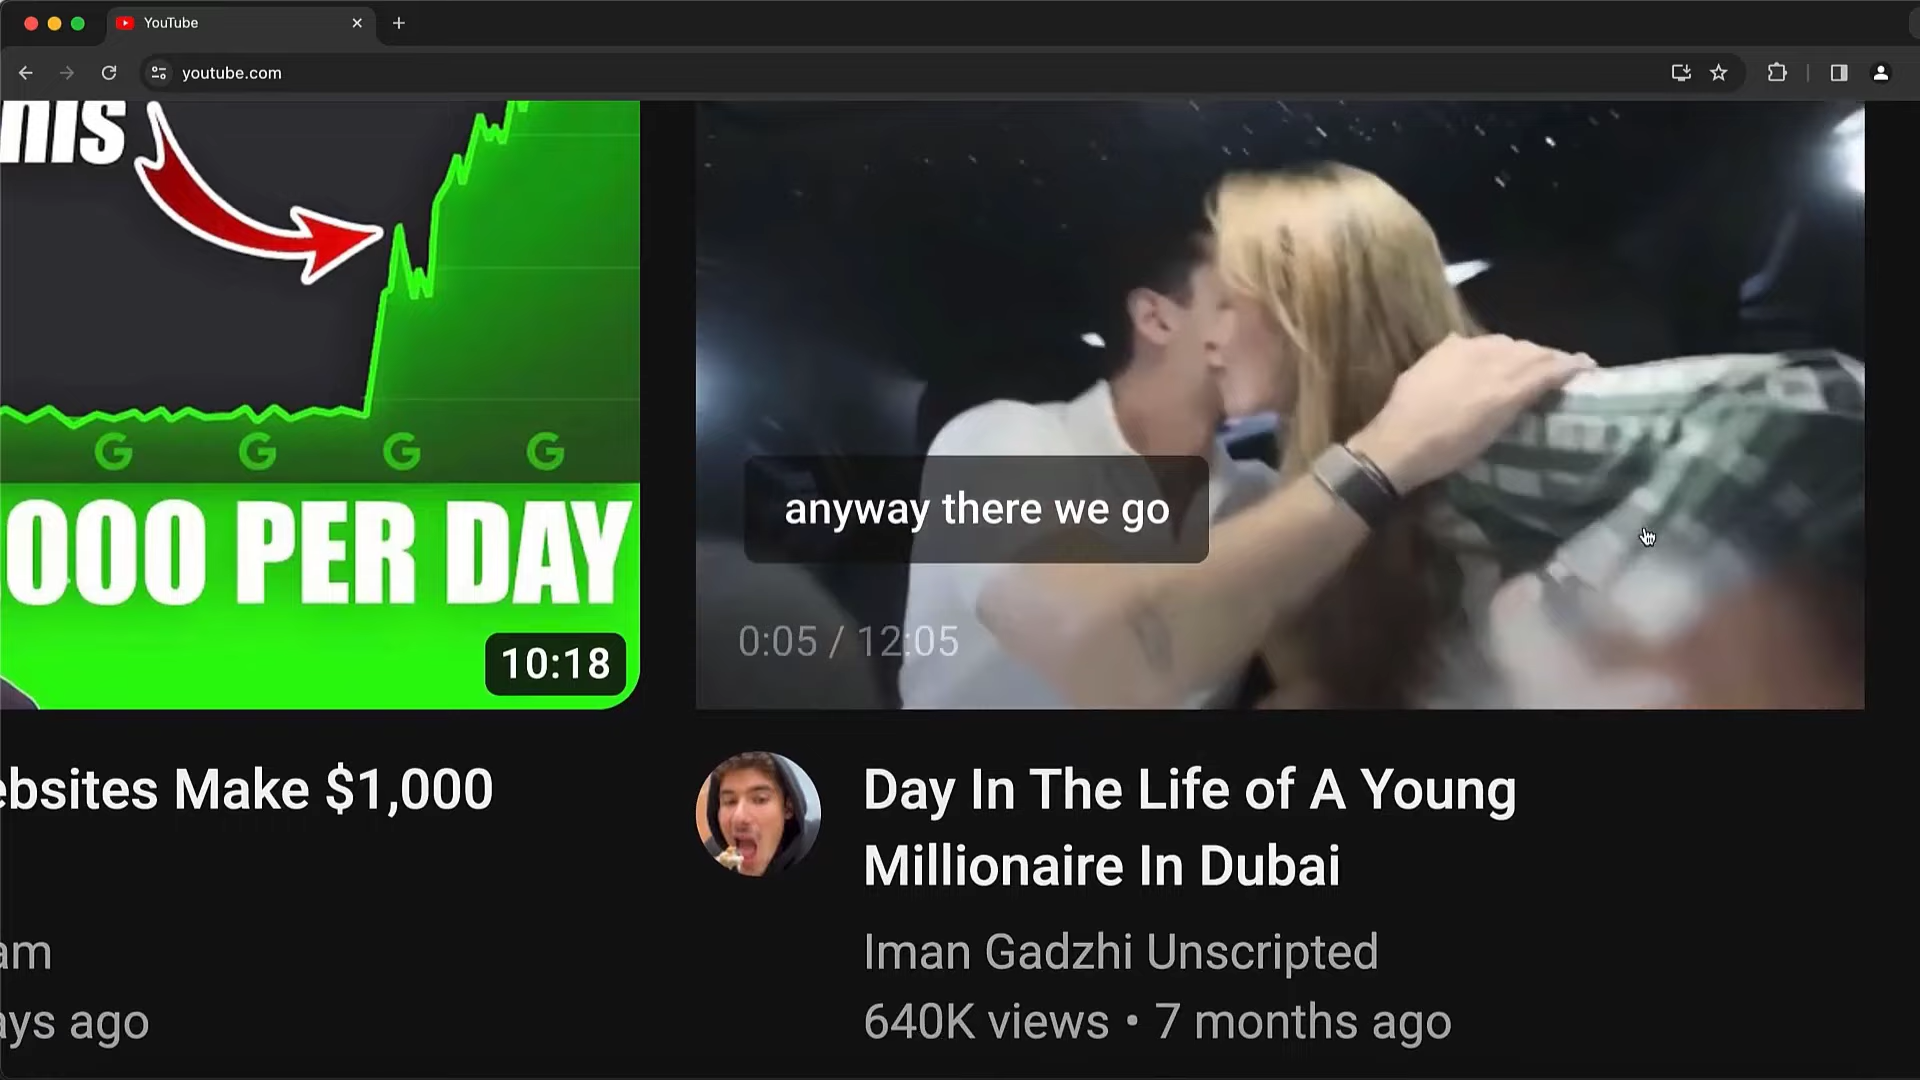 YouTube
youtube.com
his
000 PER DAY
10:18
ebsites Make $1,000
am
ays ago
anyway there we go
0:05 / 12:05
Day In The Life of A Young
Millionaire In Dubai
Iman Gadzhi Unscripted
640K views • 7 months ago
G G G G